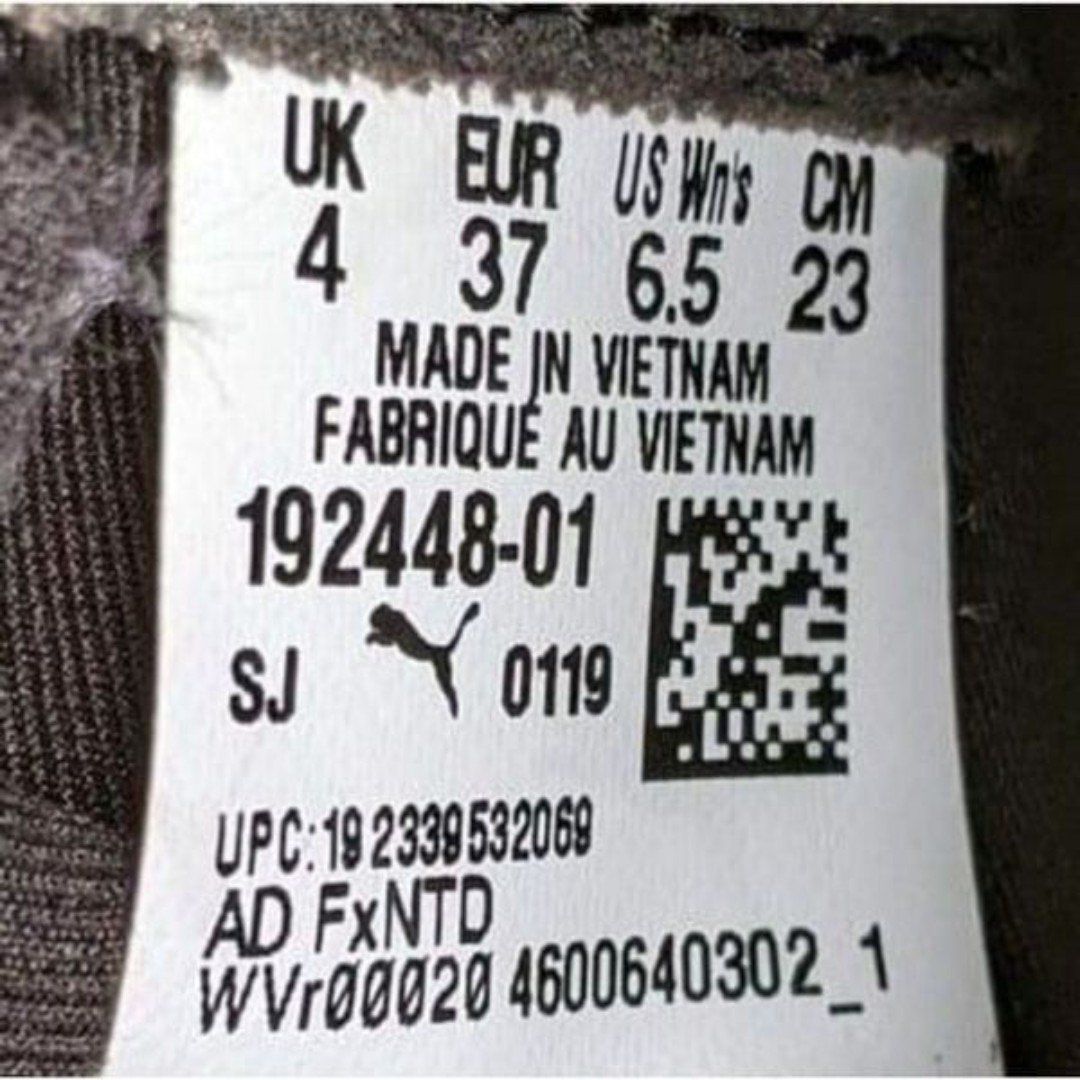 UK EUR US Wn's CM
4 37 6.5 23
MADE IN VIETNAM
FABRIQUÉ AU VIETNAM
192448-01
SJ 0119
UPC:192339532069
AD FxNTD
WVr00020 4600640302_1